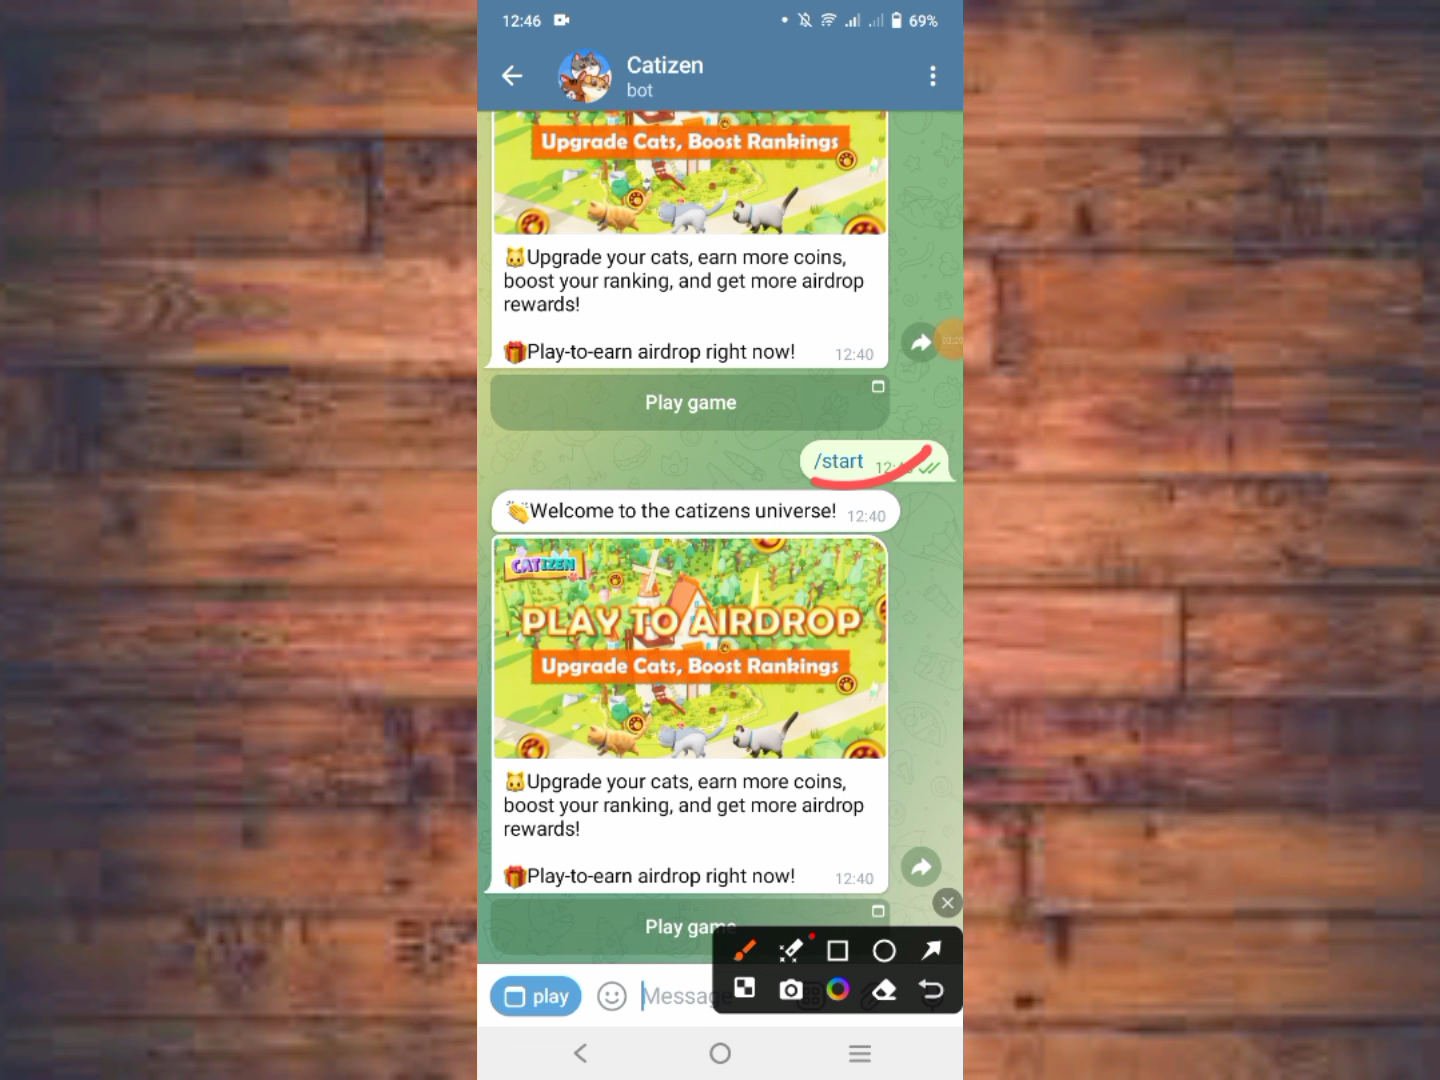 12:46
69%
Catizen
bot
Upgrade Cats, Boost Rankings
🐱Upgrade your cats, earn more coins,
boost your ranking, and get more airdrop
rewards!
🎁Play-to-earn airdrop right now! 12:40
Play game
/start
👏Welcome to the catizens universe! 12:40
CATIZEN
PLAY TO AIRDROP
Upgrade Cats, Boost Rankings
🐱Upgrade your cats, earn more coins,
boost your ranking, and get more airdrop
rewards!
🎁Play-to-earn airdrop right now! 12:40
Play game
play
Message